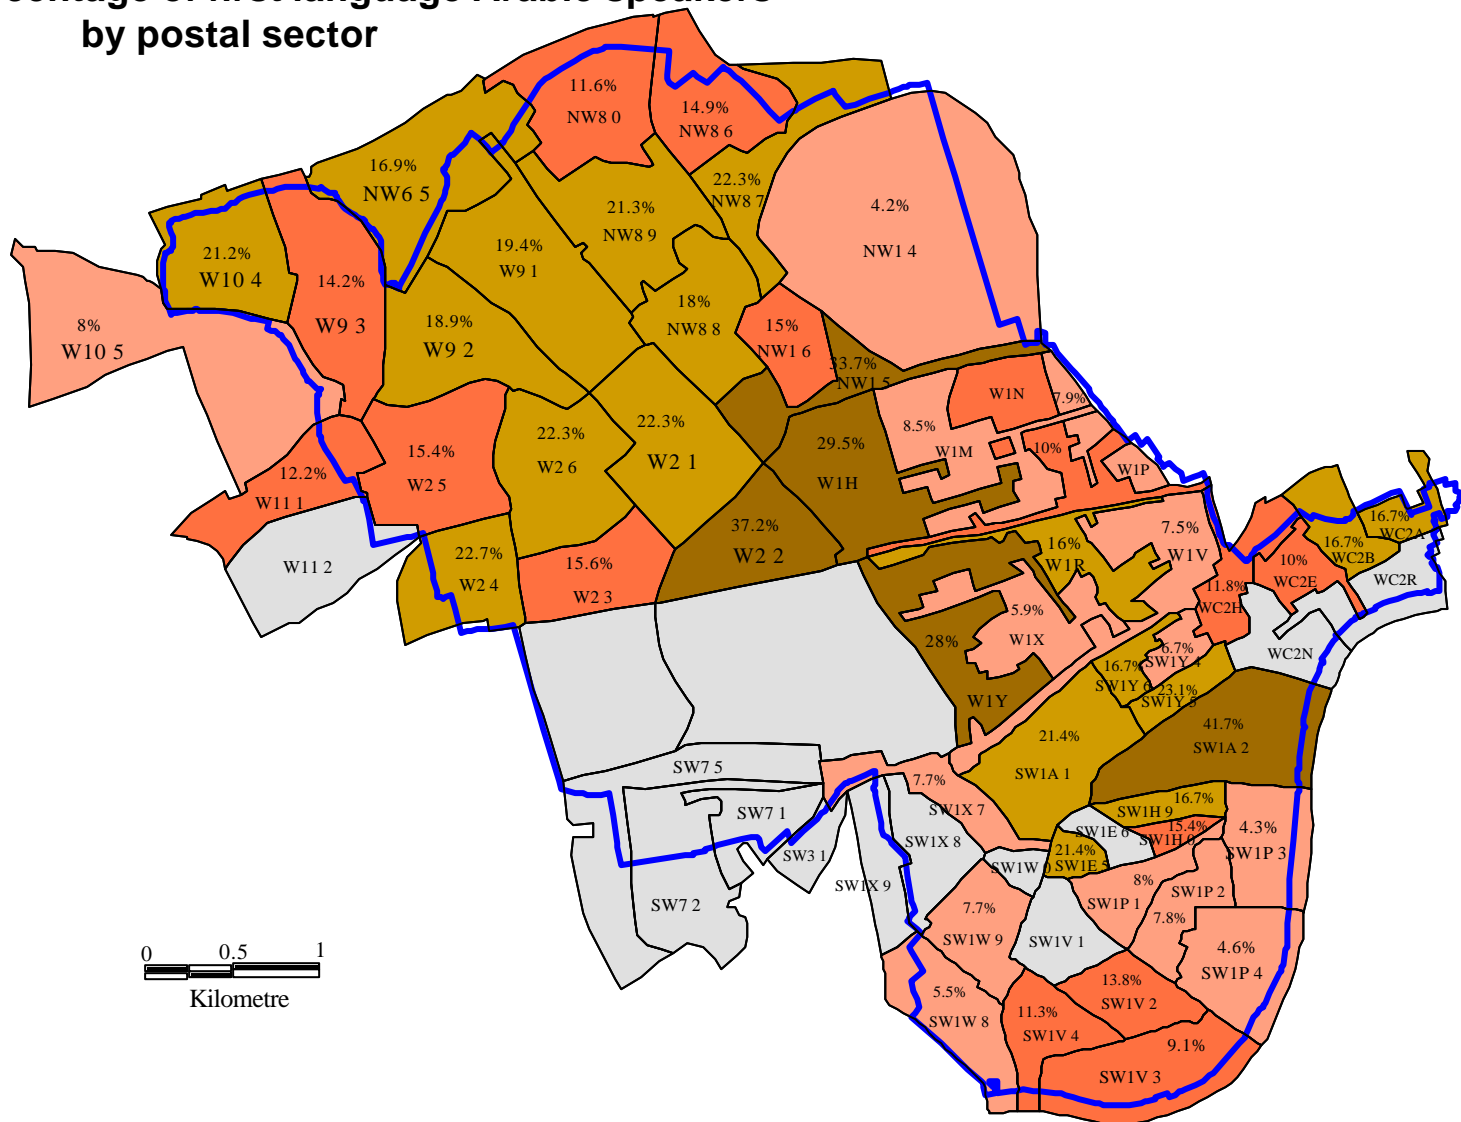 by postal sector
11.6%
NW8 0
14.9%
NW8 6
16.9%
NW6 5
22.3%
NW8 7
21.3%
NW8 9
4.2%
NW1 4
19.4%
W9 1
21.2%
W10 4
14.2%
W9 3
18%
NW8 8
18.9%
W9 2
8%
W10 5
15%
NW1 6
33.7%
NW1 5
W1N
7.9%
8.5%
W1M
10%
W1P
22.3%
W2 1
22.3%
W2 6
29.5%
W1H
15.4%
W2 5
12.2%
W11 1
37.2%
W2 2
7.5%
W1V
16%
W1R
16.7%
WC2A
16.7%
WC2B
10%
WC2E
WC2R
11.8%
WC2H
W11 2
22.7%
W2 4
15.6%
W2 3
5.9%
W1X
28%
W1Y
WC2N
6.7%
SW1Y 4
16.7%
SW1Y 6
23.1%
SW1Y 5
41.7%
SW1A 2
21.4%
SW1A 1
SW7 5
7.7%
SW1X 7
SW7 1
16.7%
SW1H 9
15.4%
SW1H 0
SW1E 6
4.3%
SW1P 3
SW1X 8
SW3 1
21.4%
SW1E 5
SW1W 0
SW1X 9
8%
SW1P 1
SW1P 2
7.8%
SW7 2
7.7%
SW1W 9
SW1V 1
4.6%
SW1P 4
13.8%
SW1V 2
5.5%
SW1W 8
11.3%
SW1V 4
9.1%
SW1V 3
0 0.5 1
Kilometre